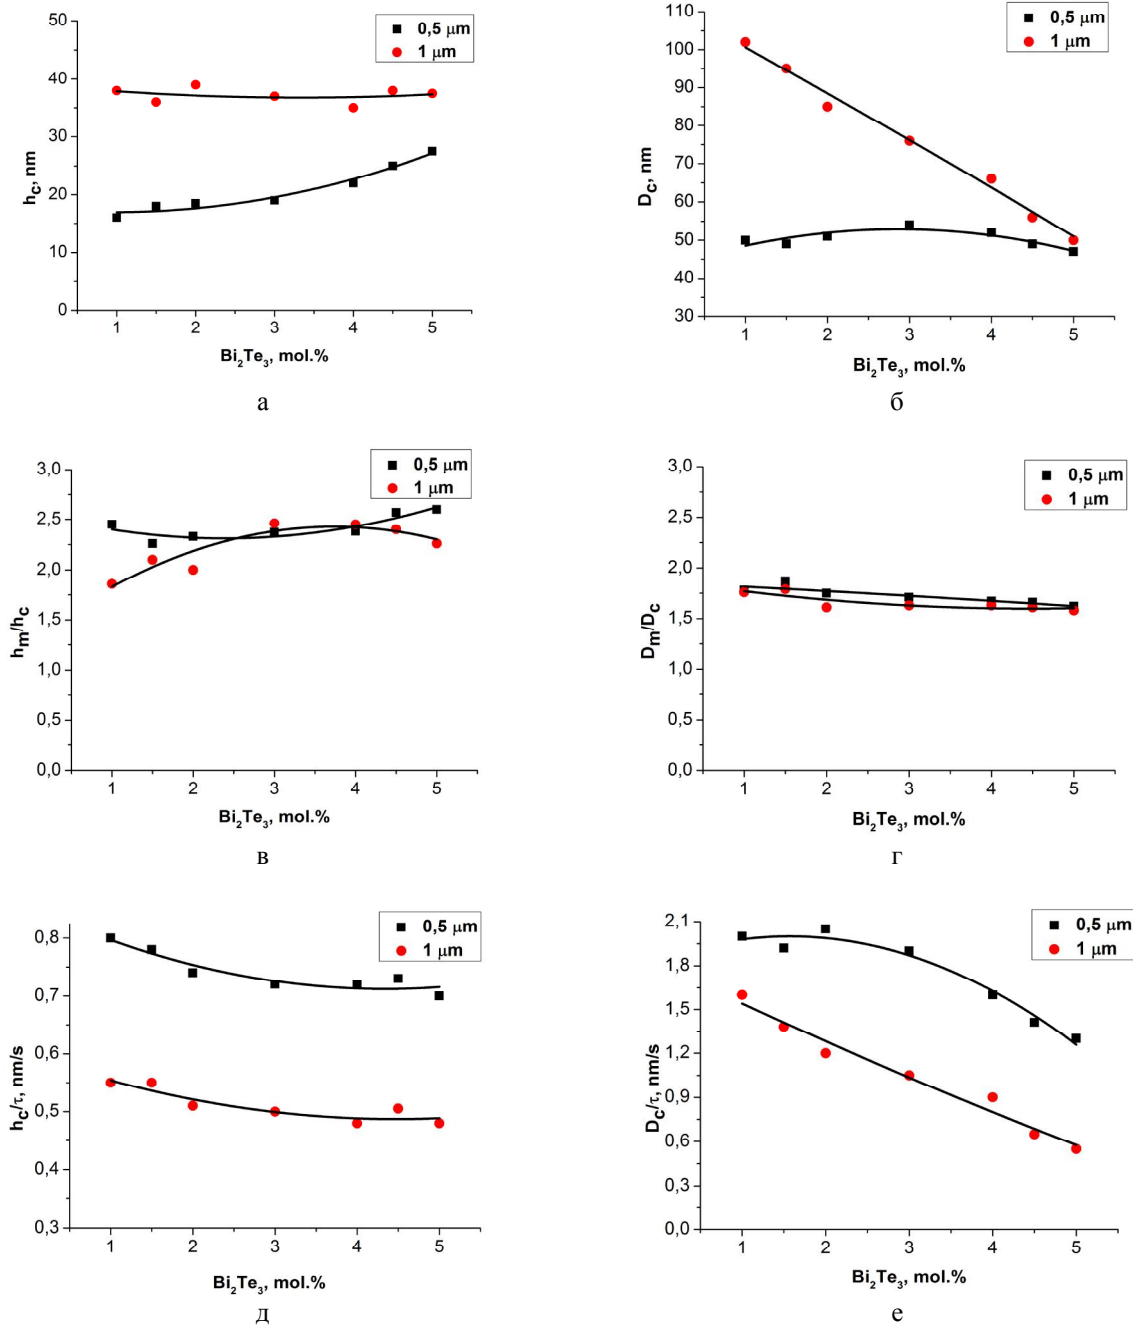 50
40
30
20
10
0
h_c, nm
0,5 μm
1 μm
1 2 3 4 5
Bi₂Te₃, mol.%
а
110
100
90
80
70
60
50
40
30
D_c, nm
0,5 μm
1 μm
1 2 3 4 5
Bi₂Te₃, mol.%
б
3,0
2,5
2,0
1,5
1,0
0,5
0,0
h_m/h_c
0,5 μm
1 μm
1 2 3 4 5
Bi₂Te₃, mol.%
в
3,0
2,5
2,0
1,5
1,0
0,5
0,0
D_m/D_c
0,5 μm
1 μm
1 2 3 4 5
Bi₂Te₃, mol.%
г
0,8
0,7
0,6
0,5
0,4
0,3
h_c/τ, nm/s
0,5 μm
1 μm
1 2 3 4 5
Bi₂Te₃, mol.%
д
2,1
1,8
1,5
1,2
0,9
0,6
0,3
0,0
D_c/τ, nm/s
0,5 μm
1 μm
1 2 3 4 5
Bi₂Te₃, mol.%
е